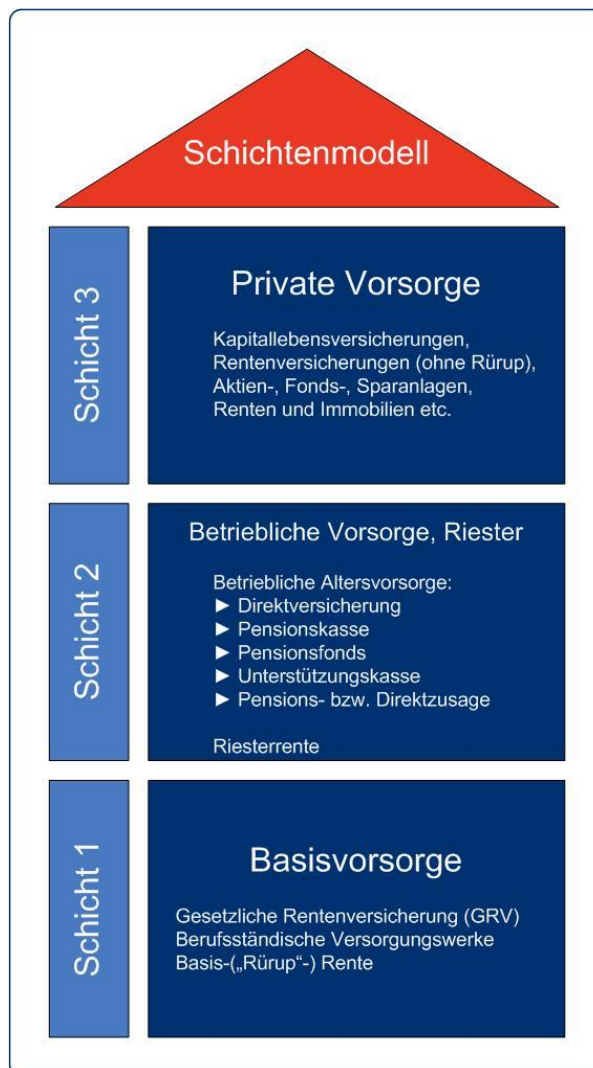 Schichtenmodell
Schicht 3
Private Vorsorge
Kapitallebensversicherungen,
Rentenversicherungen (ohne Rürup),
Aktien-, Fonds-, Sparanlagen,
Renten und Immobilien etc.
Schicht 2
Betriebliche Vorsorge, Riester
Betriebliche Altersvorsorge:
► Direktversicherung
► Pensionskasse
► Pensionsfonds
► Unterstützungskasse
► Pensions- bzw. Direktzusage
Riesterrente
Schicht 1
Basisvorsorge
Gesetzliche Rentenversicherung (GRV)
Berufsständische Versorgungswerke
Basis-(„Rürup“-) Rente